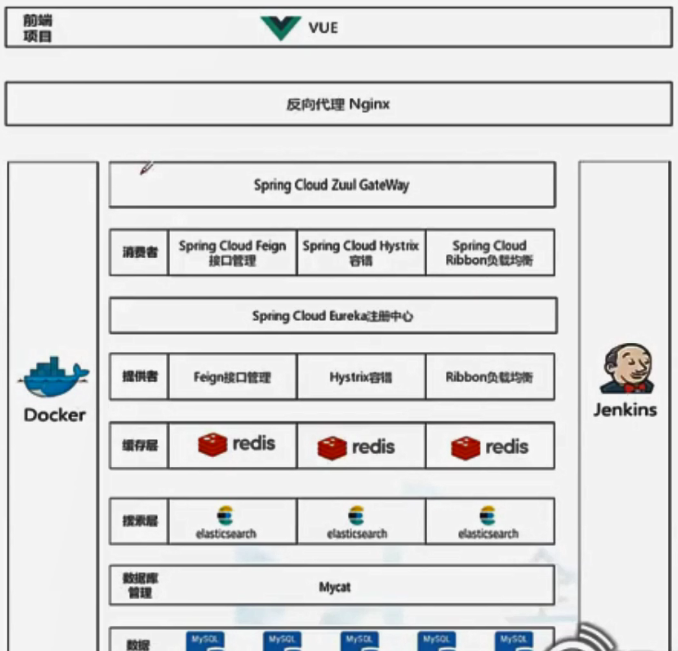 前端
项目
VUE
反向代理 Nginx
Spring Cloud Zuul GateWay
消费者
Spring Cloud Feign
接口管理
Spring Cloud Hystrix
容错
Spring Cloud
Ribbon负载均衡
Spring Cloud Eureka注册中心
提供者
Feign接口管理
Hystrix容错
Ribbon负载均衡
Docker
Jenkins
缓存层
redis
redis
redis
搜索层
elasticsearch
elasticsearch
elasticsearch
数据库
管理
Mycat
数据
MySQL
MySQL
MySQL
MySQL
MySQL